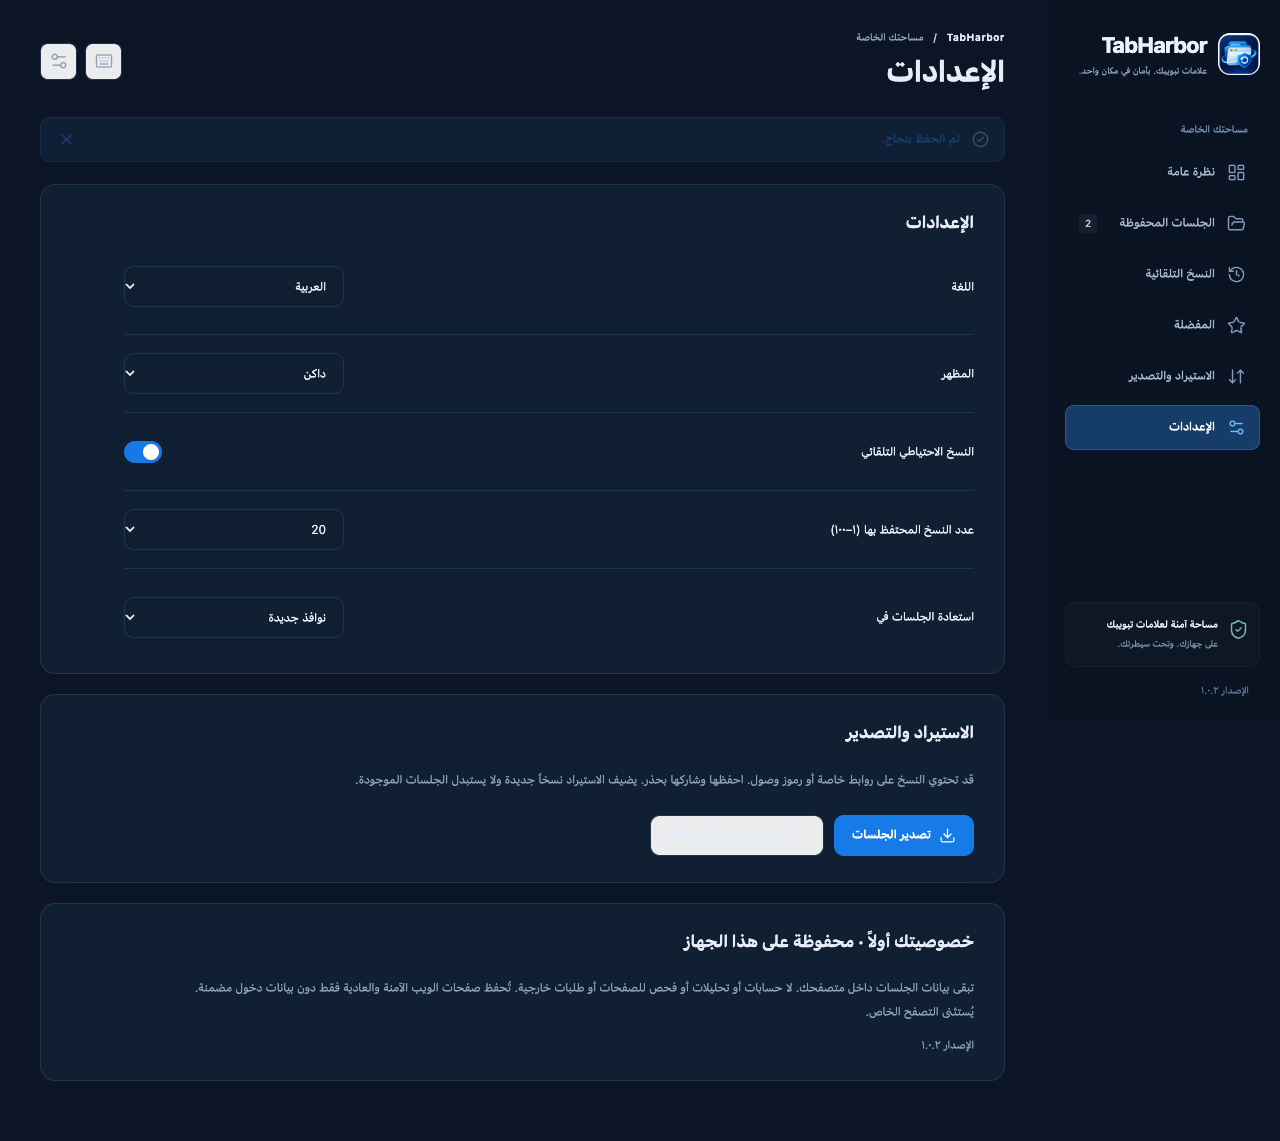 TabHarbor
علامات تبويبك. بأمان في مكان واحد.
مساحتك الخاصة
نظرة عامة
الجلسات المحفوظة 2
النسخ التلقائية
المفضلة
الاستيراد والتصدير
الإعدادات
مساحة آمنة لعلامات تبويبك
على جهازك. وتحت سيطرتك.
الإصدار ١.٠.٢
TabHarbor / مساحتك الخاصة
الإعدادات
تم الحفظ بنجاح.
الإعدادات
اللغة
العربية
المظهر
داكن
النسخ الاحتياطي التلقائي
عدد النسخ المحتفظ بها (١–١٠٠)
20
استعادة الجلسات في
نوافذ جديدة
الاستيراد والتصدير
قد تحتوي النسخ على روابط خاصة أو رموز وصول. احفظها وشاركها بحذر. يضيف الاستيراد نسخاً جديدة ولا يستبدل الجلسات الموجودة.
تصدير الجلسات
خصوصيتك أولاً · محفوظة على هذا الجهاز
تبقى بيانات الجلسات داخل متصفحك. لا حسابات أو تحليلات أو فحص للصفحات أو طلبات خارجية. تُحفظ صفحات الويب الآمنة والعادية فقط دون بيانات دخول مضمنة.
يُستثنى التصفح الخاص.
الإصدار ١.٠.٢